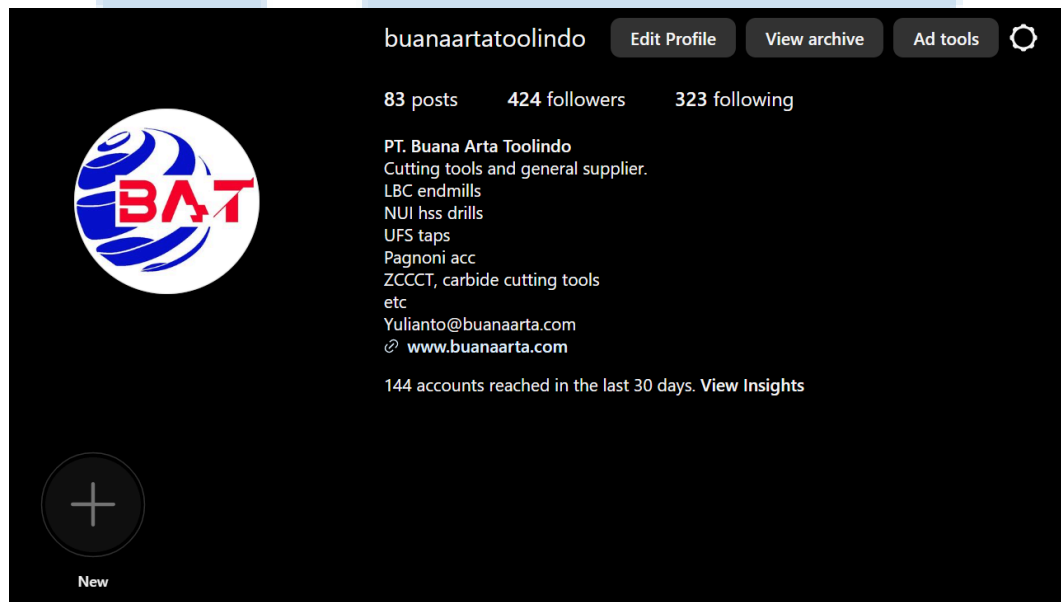 buanaartatoolindo Edit Profile View archive Ad tools
83 posts 424 followers 323 following
BAT
PT. Buana Arta Toolindo
Cutting tools and general supplier.
LBC endmills
NUI hss drills
UFS taps
Pagnoni acc
ZCCCT, carbide cutting tools
etc
Yulianto@buanaarta.com
www.buanaarta.com
144 accounts reached in the last 30 days. View Insights
New